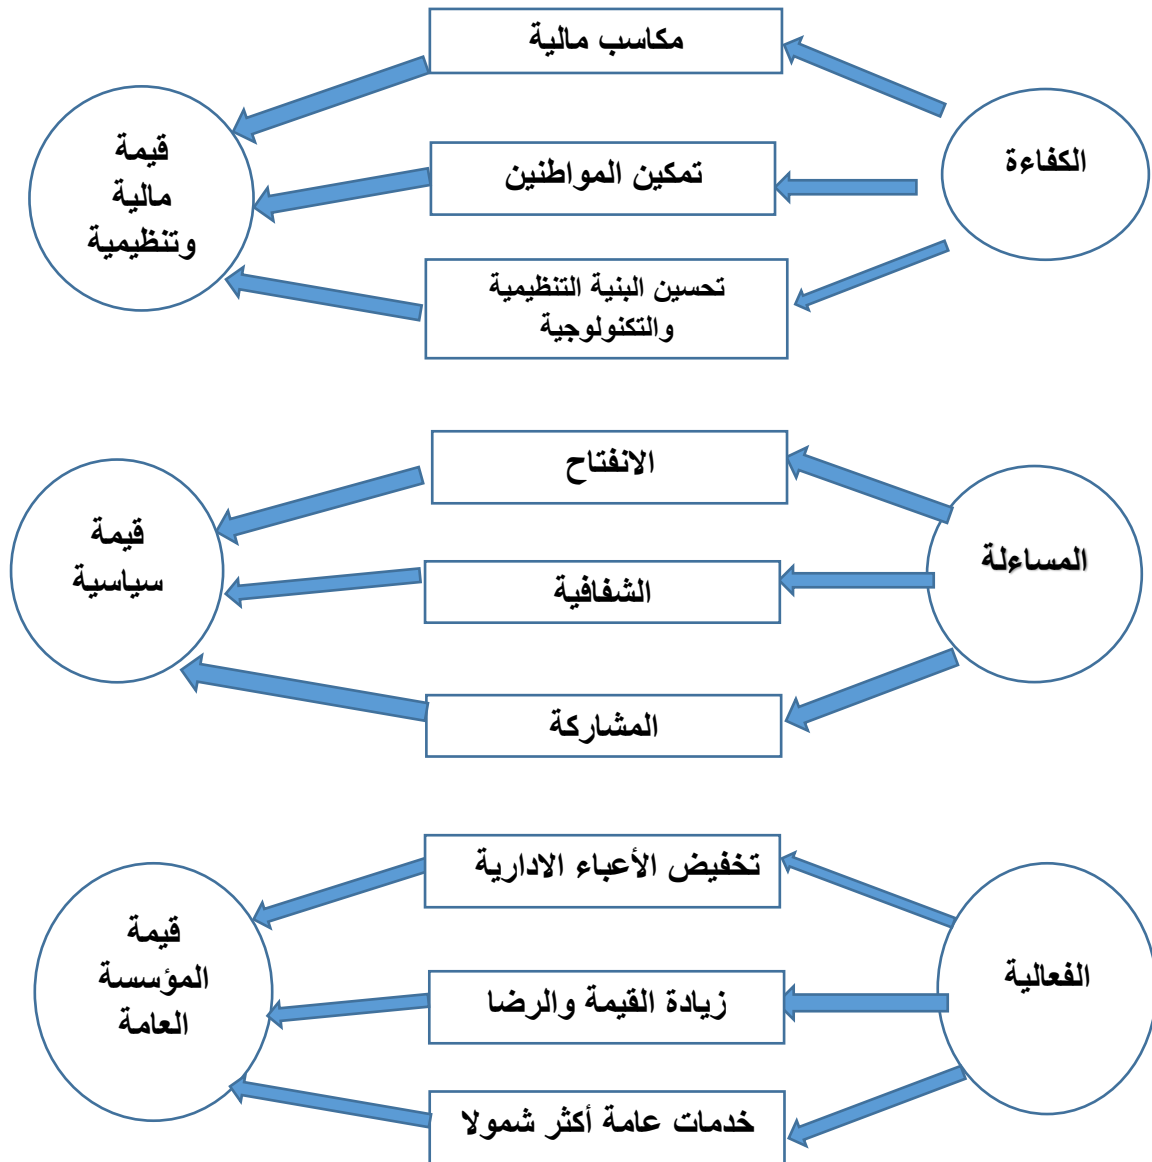 الكفاءة
مكاسب مالية
تمكين المواطنين
تحسين البنية التنظيمية
والتكنولوجية
قيمة
مالية
وتنظيمية
المساءلة
الانفتاح
الشفافية
المشاركة
قيمة
سياسية
الفعالية
تخفيض الأعباء الادارية
زيادة القيمة والرضا
خدمات عامة أكثر شمولا
قيمة
المؤسسة
العامة